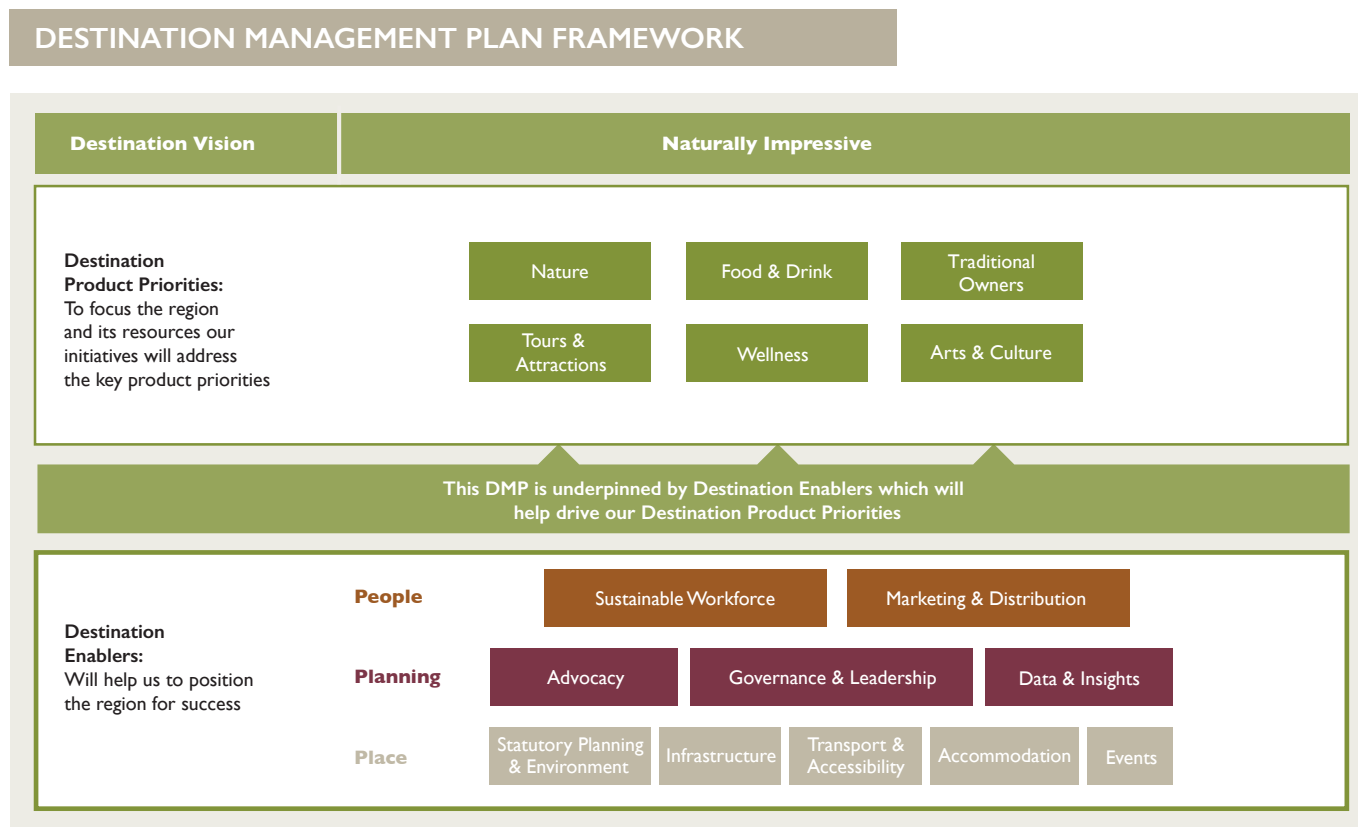 DESTINATION MANAGEMENT PLAN FRAMEWORK
Destination Vision
Naturally Impressive
Destination
Product Priorities:
To focus the region
and its resources our
initiatives will address
the key product priorities
Nature
Food & Drink
Traditional
Owners
Tours &
Attractions
Wellness
Arts & Culture
This DMP is underpinned by Destination Enablers which will
help drive our Destination Product Priorities
Destination
Enablers:
Will help us to position
the region for success
People
Sustainable Workforce
Marketing & Distribution
Planning
Advocacy
Governance & Leadership
Data & Insights
Place
Statutory Planning
& Environment
Infrastructure
Transport &
Accessibility
Accommodation
Events